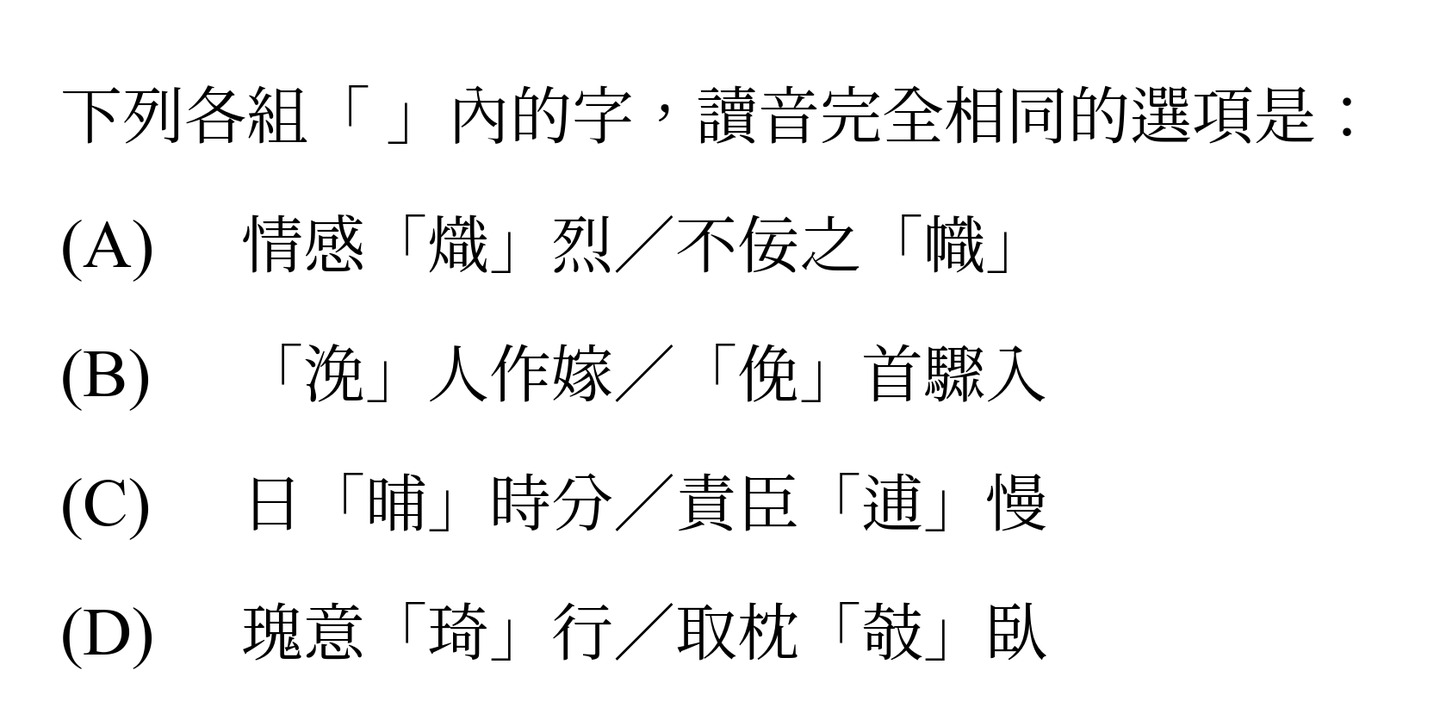 下列各組「 」內的字，讀音完全相同的選項是：
(A) 情感「熾」烈／不佞之「幟」
(B) 「浼」人作嫁／「俛」首驟入
(C) 日「晡」時分／責臣「逋」慢
(D) 瑰意「琦」行／取枕「攲」臥